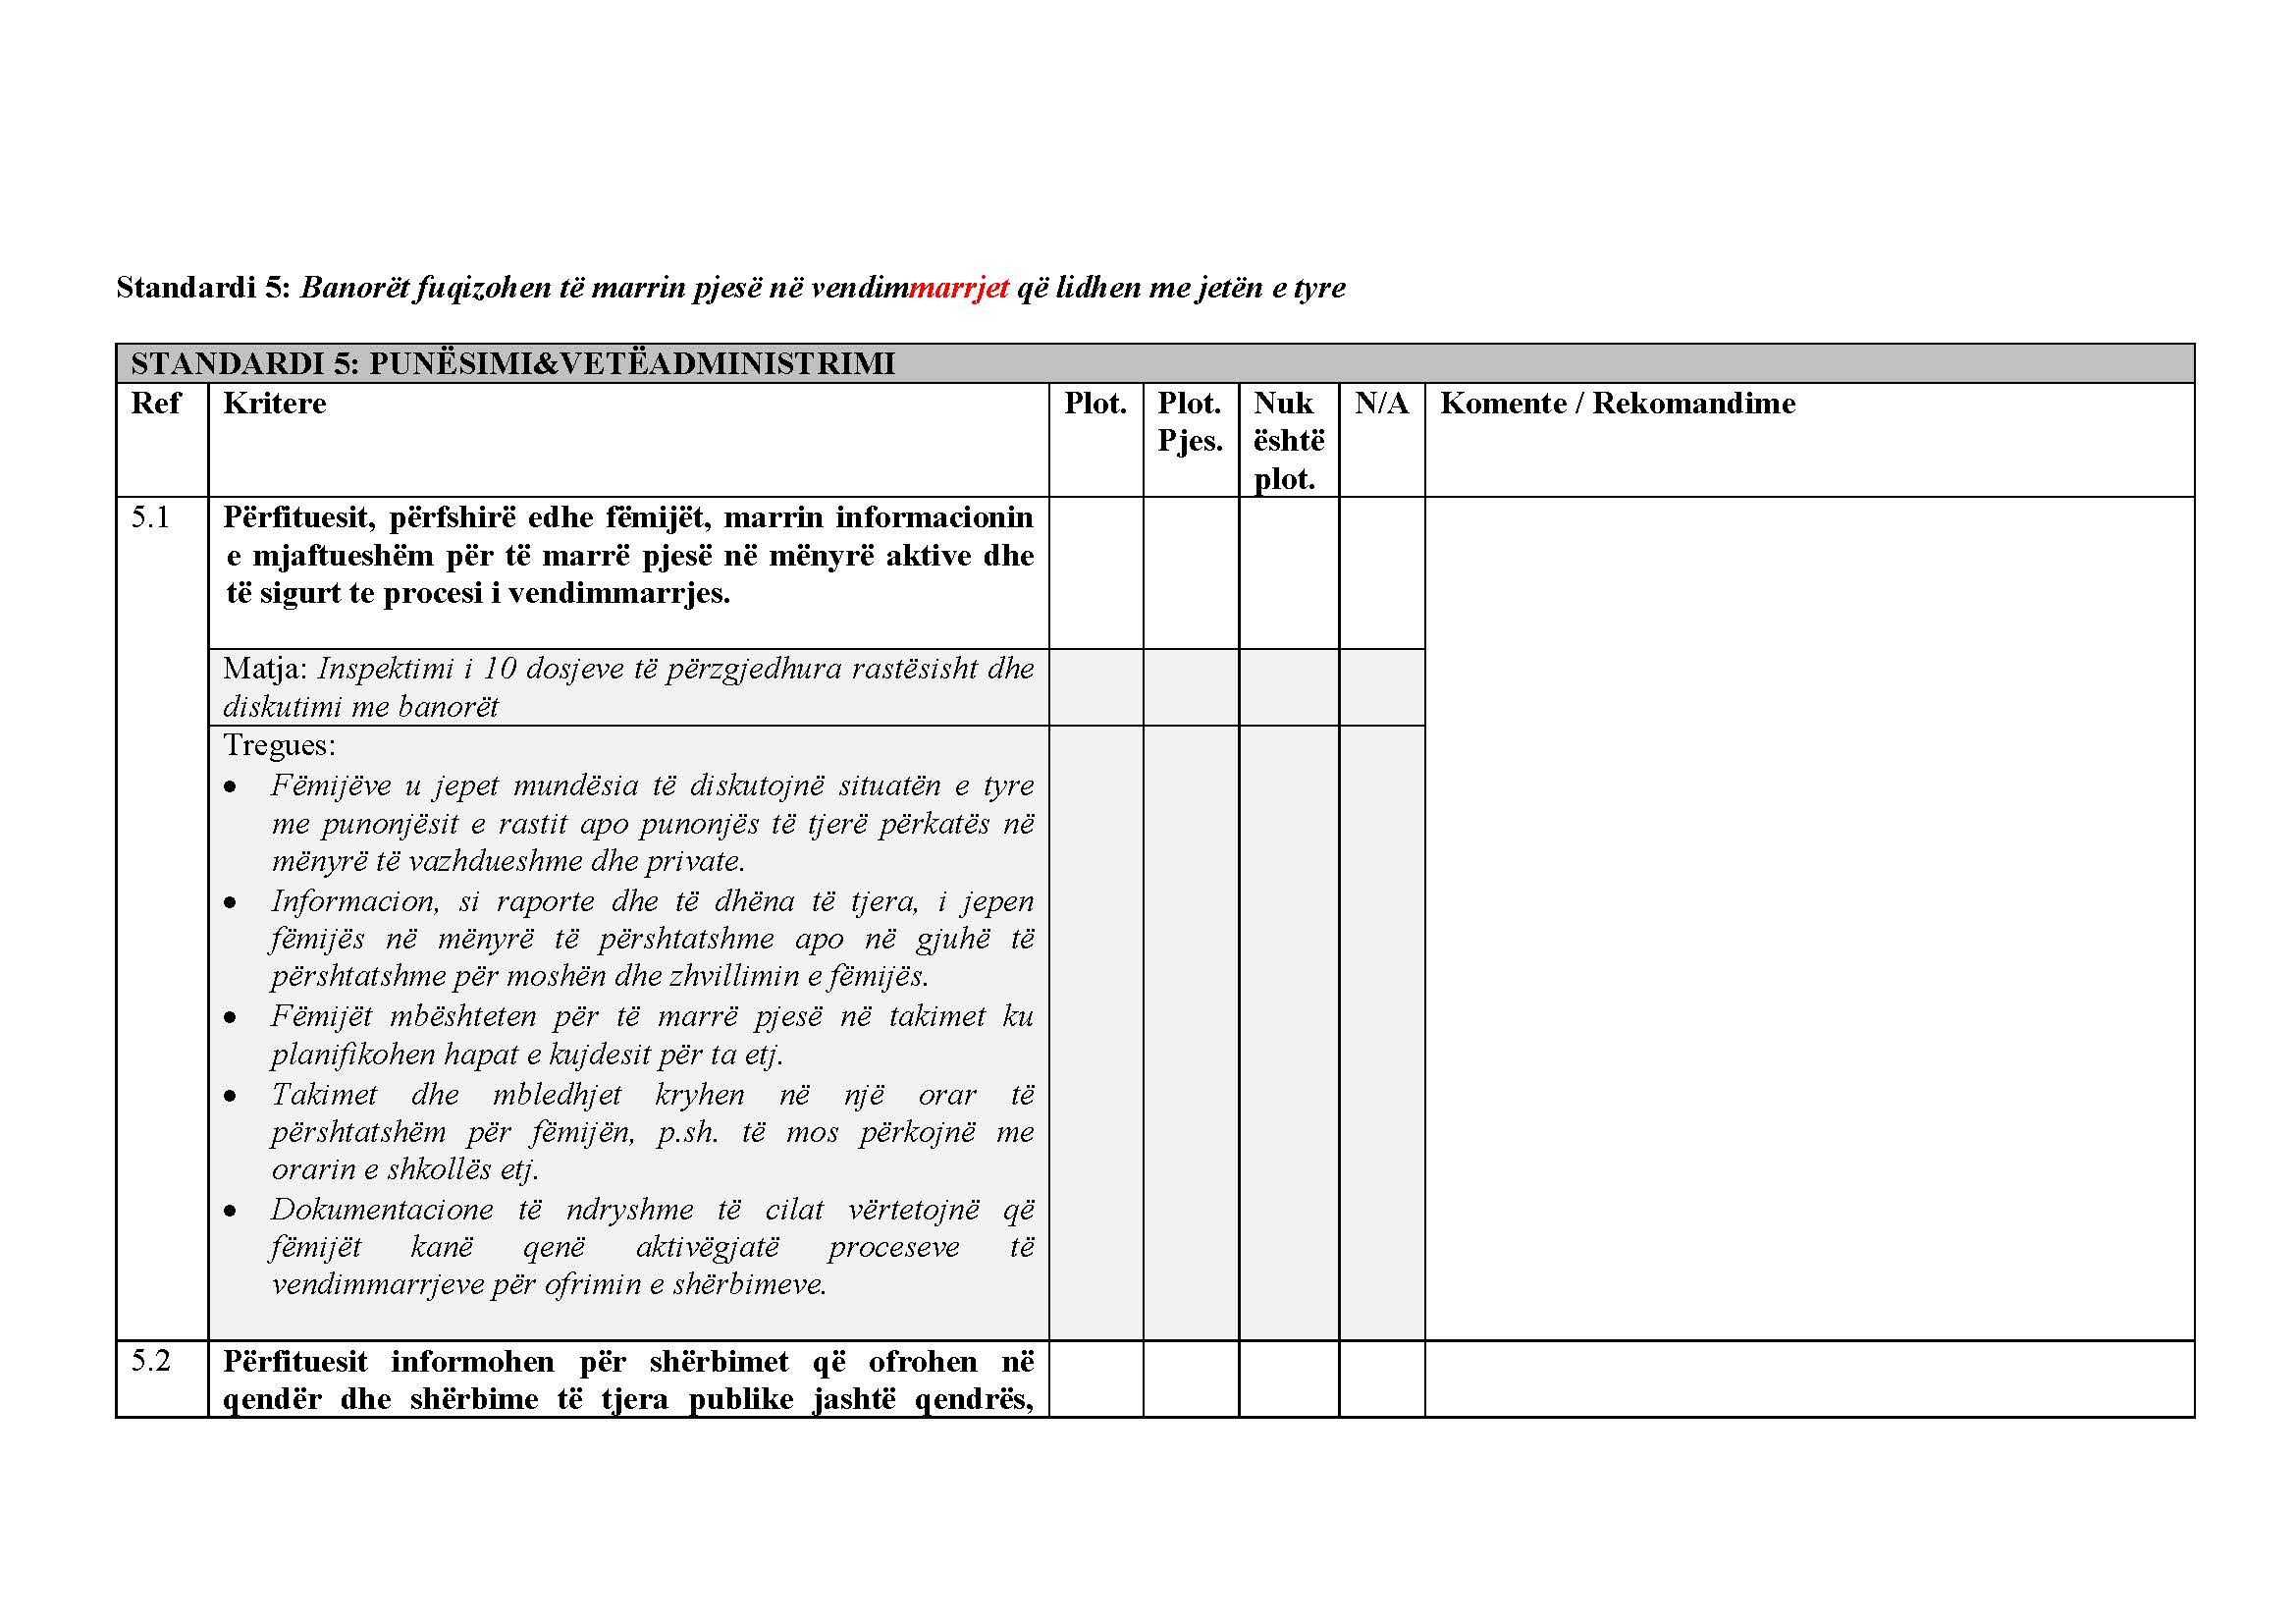 Standardi 5: Banorët fuqizohen të marrin pjesë në vendimmarrjet që lidhen me jetën e tyre
STANDARDI 5: PUNËSIMI&VETËADMINISTRIMI
Ref Kritere Plot. Plot. Nuk N/A Komente / Rekomandime
Pjes. është
plot.
5.1 Përfituesit, përfshirë edhe fëmijët, marrin informacionin
e mjaftueshëm për të marrë pjesë në mënyrë aktive dhe
të sigurt te procesi i vendimmarrjes.
Matja: Inspektimi i 10 dosjeve të përzgjedhura rastësisht dhe
diskutimi me banorët
Tregues:
• Fëmijëve u jepet mundësia të diskutojnë situatën e tyre
me punonjësit e rastit apo punonjës të tjerë përkatës në
mënyrë të vazhdueshme dhe private.
• Informacion, si raporte dhe të dhëna të tjera, i jepen
fëmijës në mënyrë të përshtatshme apo në gjuhë të
përshtatshme për moshën dhe zhvillimin e fëmijës.
• Fëmijët mbështeten për të marrë pjesë në takimet ku
planifikohen hapat e kujdesit për ta etj.
• Takimet dhe mbledhjet kryhen në një orar të
përshtatshëm për fëmijën, p.sh. të mos përkojnë me
orarin e shkollës etj.
• Dokumentacione të ndryshme të cilat vërtetojnë që
fëmijët kanë qenë aktivëgjatë proceseve të
vendimmarrjeve për ofrimin e shërbimeve.
5.2 Përfituesit informohen për shërbimet që ofrohen në
qendër dhe shërbime të tjera publike jashtë qendrës,